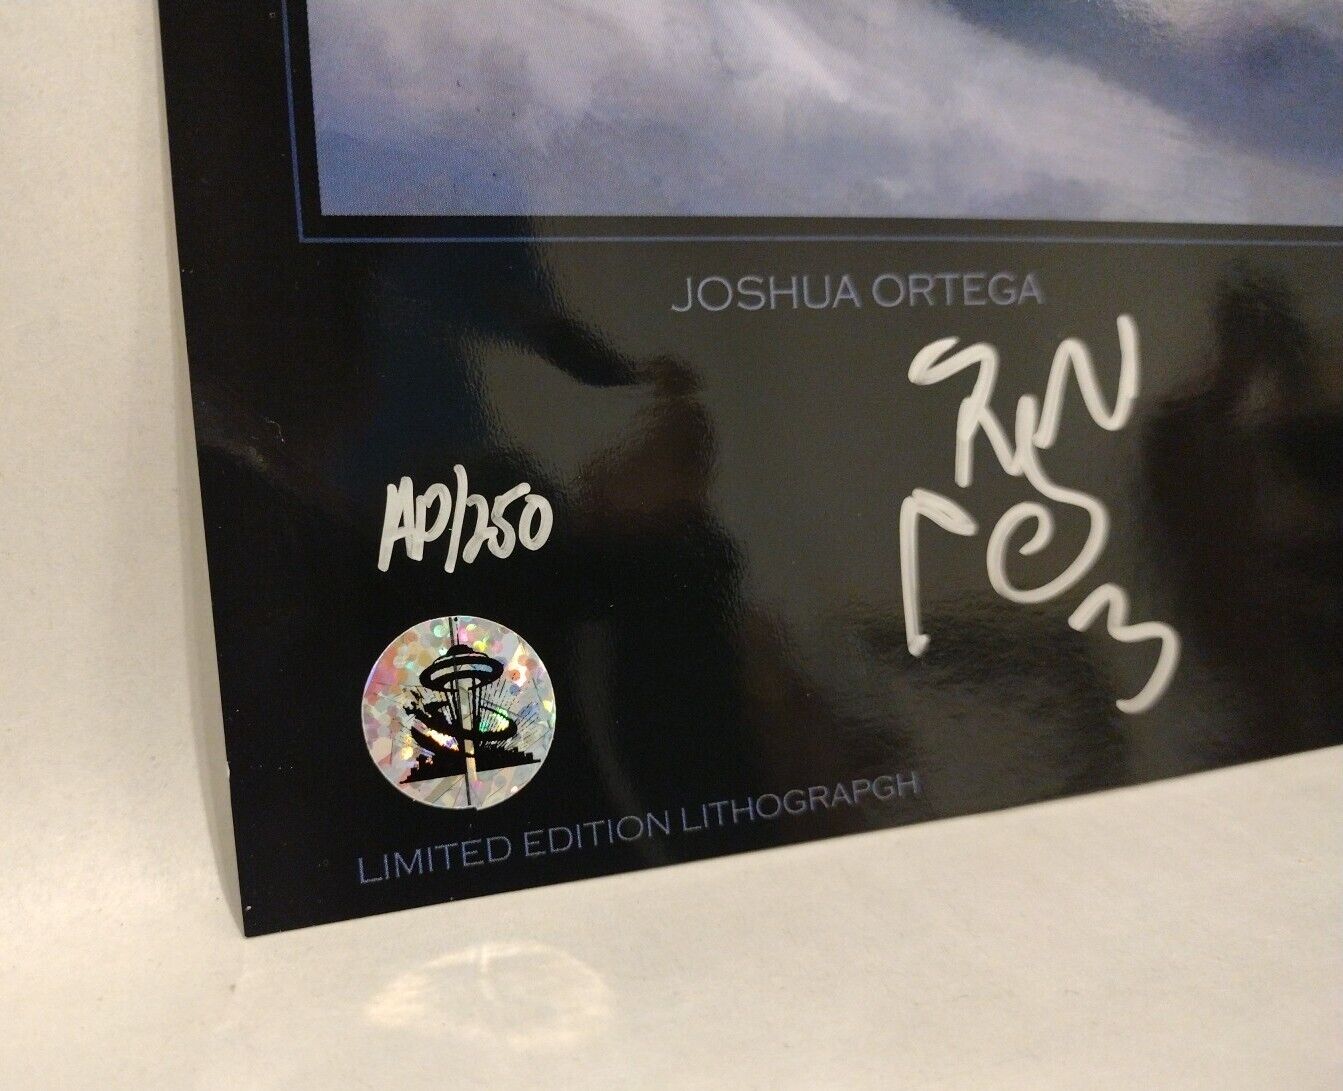 JOSHUA ORTEGA
AP/250
LIMITED EDITION LITHOGRAPGH